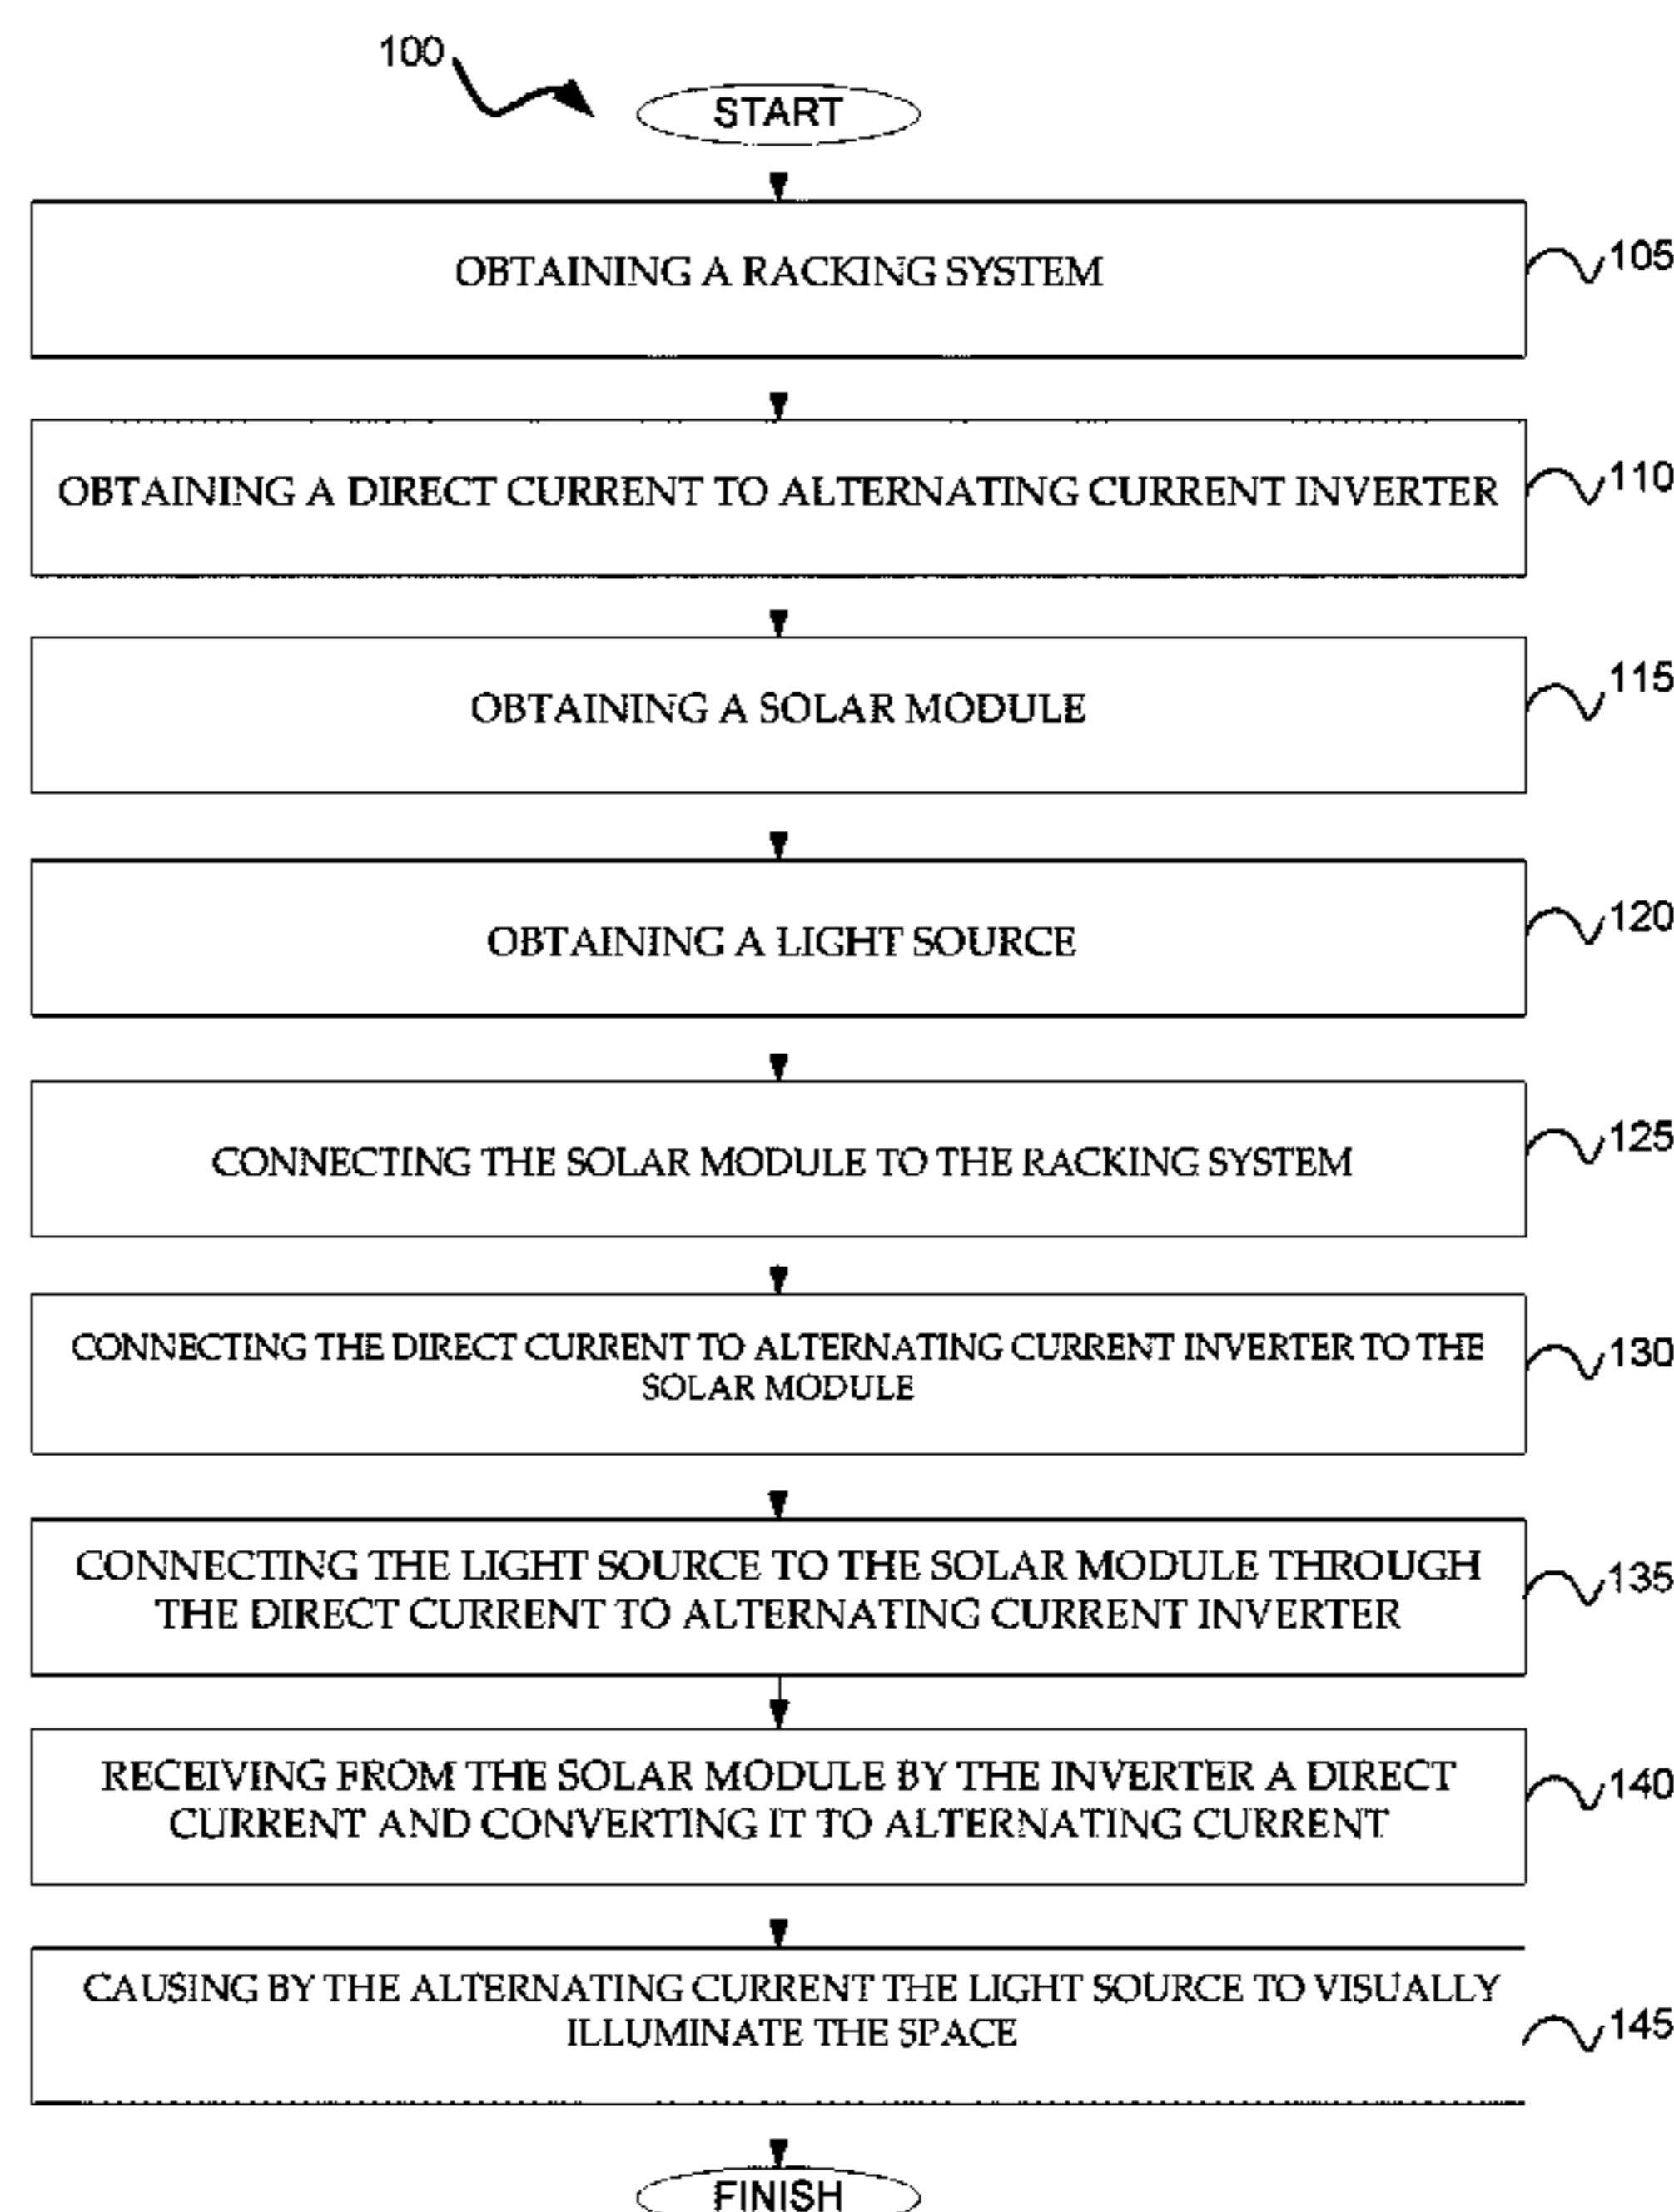 100
START
OBTAINING A RACKING SYSTEM
105
OBTAINING A DIRECT CURRENT TO ALTERNATING CURRENT INVERTER
110
OBTAINING A SOLAR MODULE
115
OBTAINING A LIGHT SOURCE
120
CONNECTING THE SOLAR MODULE TO THE RACKING SYSTEM
125
CONNECTING THE DIRECT CURRENT TO ALTERNATING CURRENT INVERTER TO THE
SOLAR MODULE
130
CONNECTING THE LIGHT SOURCE TO THE SOLAR MODULE THROUGH
THE DIRECT CURRENT TO ALTERNATING CURRENT INVERTER
135
RECEIVING FROM THE SOLAR MODULE BY THE INVERTER A DIRECT
CURRENT AND CONVERTING IT TO ALTERNATING CURRENT
140
CAUSING BY THE ALTERNATING CURRENT THE LIGHT SOURCE TO VISUALLY
ILLUMINATE THE SPACE
145
FINISH